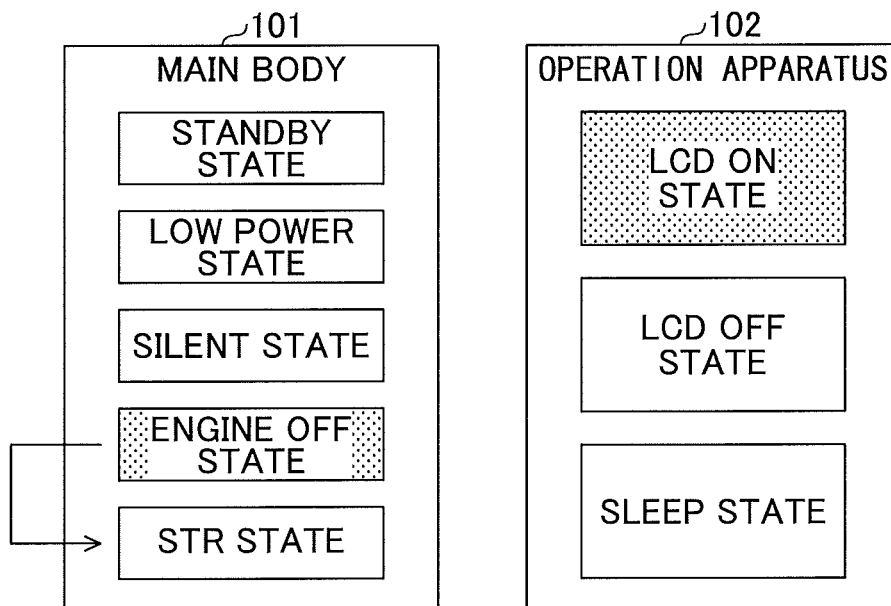 101
MAIN BODY
STANDBY
STATE
LOW POWER
STATE
SILENT STATE
ENGINE OFF
STATE
STR STATE
102
OPERATION APPARATUS
LCD ON
STATE
LCD OFF
STATE
SLEEP STATE